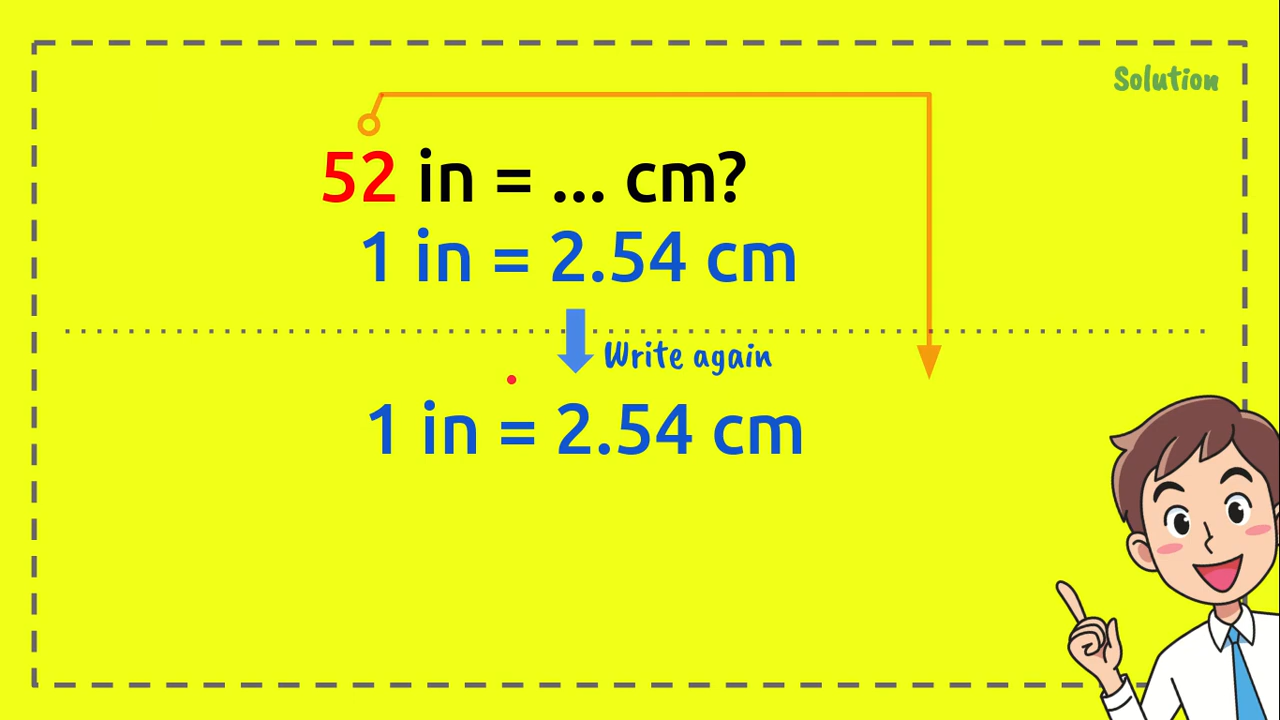 Solution
52 in = ... cm?
1 in = 2.54 cm
Write again
1 in = 2.54 cm